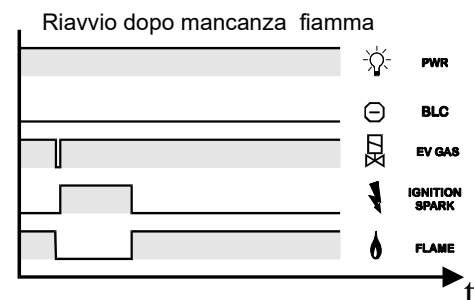 Riavvio dopo mancanza fiamma
PWR
BLC
EV GAS
IGNITION
SPARK
FLAME
t